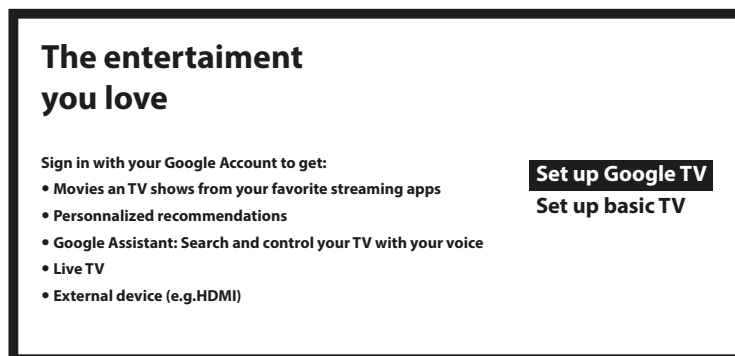 The entertaiment
you love
Sign in with your Google Account to get:
• Movies an TV shows from your favorite streaming apps
• Personnalized recommendations
• Google Assistant: Search and control your TV with your voice
• Live TV
• External device (e.g.HDMI)
Set up Google TV
Set up basic TV